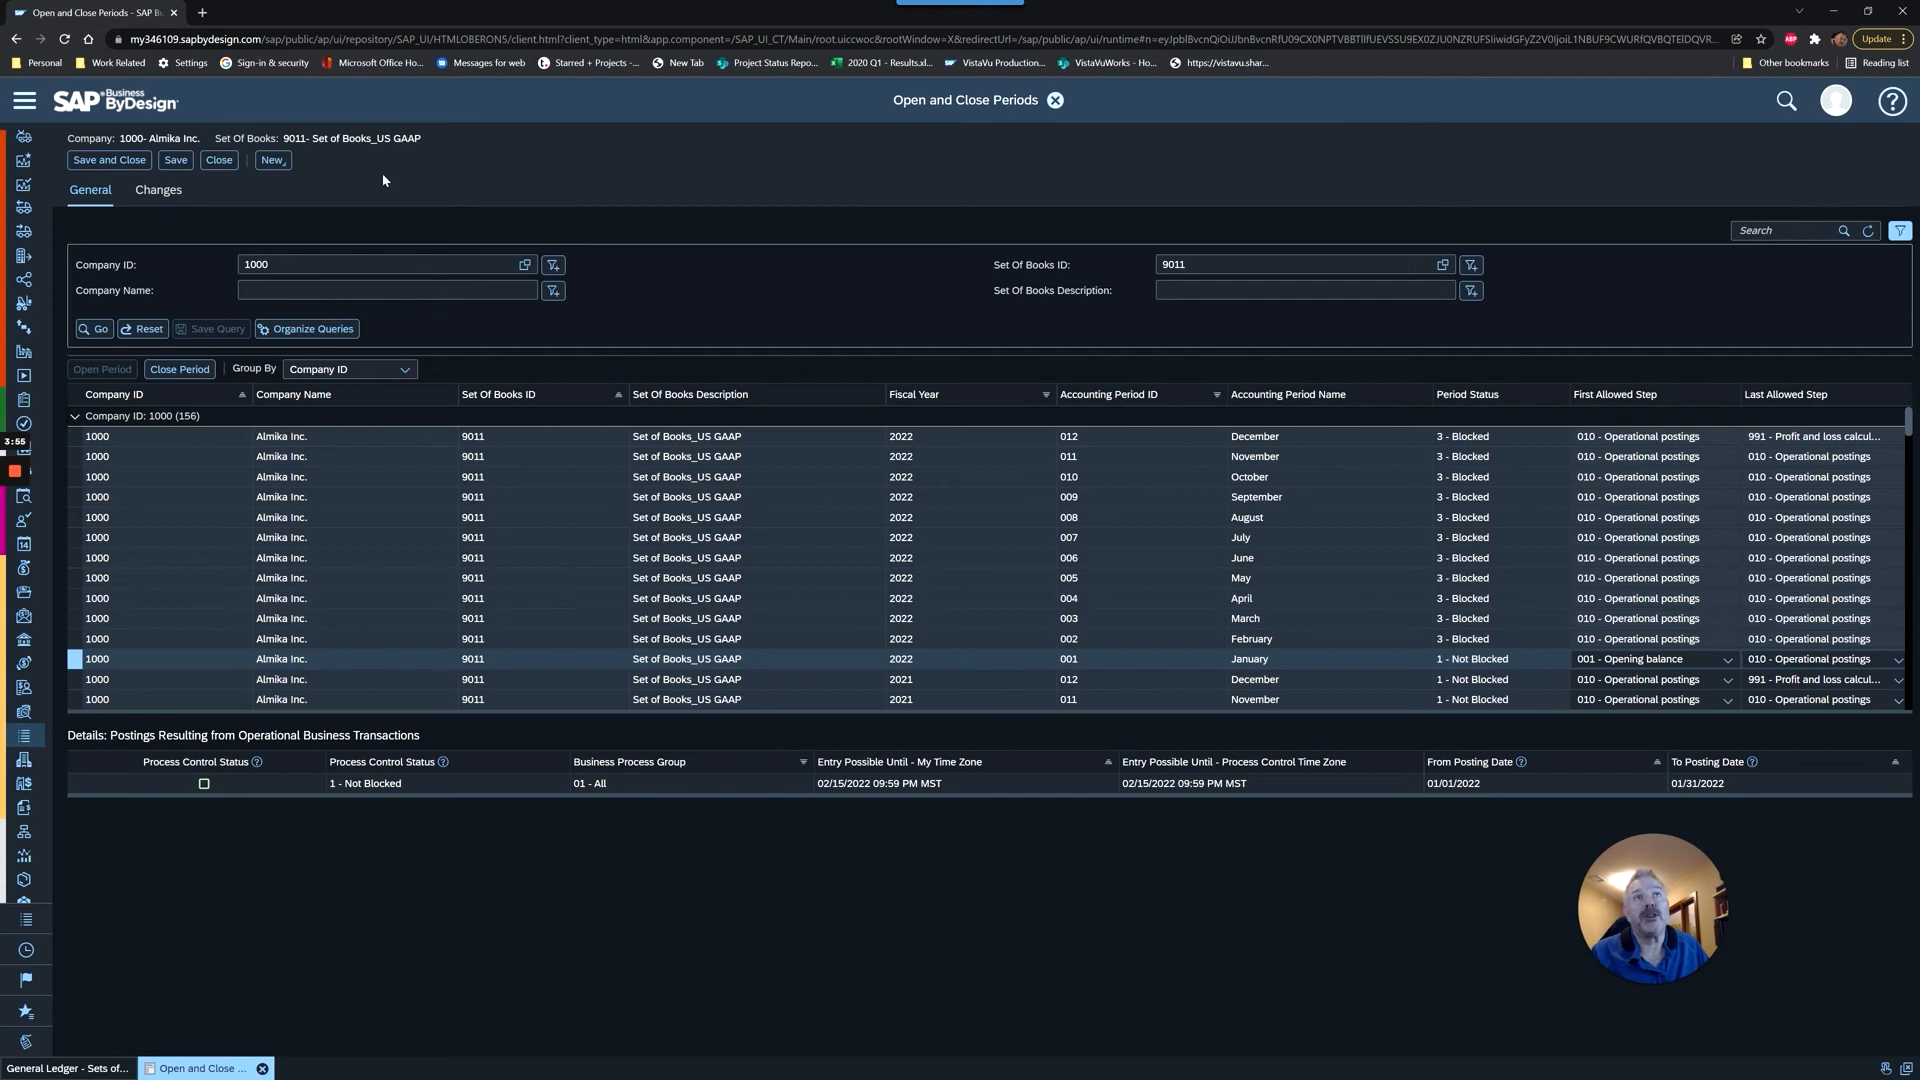 Open and Close Periods - SAP Bu
my346109.sapbydesign.com/sap/public/ap/ui/repository/SAP_UI/HTMLOBERON5/client.html?client_type=html&app.component=/SAP_UI_CT/Main/root.uiccwoc&rootWindow=X&redirectUrl=/sap/public/ap/ui/runtime
Update
Personal Work Related Settings Sign-in & security Microsoft Office Ho... Messages for web Starred + Projects -... New Tab Project Status Repo... 2020 Q1 - Results.xl... VistaVu Production... VistaVuWorks - Ho... https://vistavu.shar... Other bookmarks Reading list
SAP Business ByDesign
Open and Close Periods
Company: 1000- Almika Inc. Set Of Books: 9011- Set of Books_US GAAP
Save and Close Save Close New
General Changes
Search
Company ID: 1000 Set Of Books ID: 9011
Company Name: Set Of Books Description:
Go Reset Save Query Organize Queries
Open Period Close Period Group By Company ID
Company ID Company Name Set Of Books ID Set Of Books Description Fiscal Year Accounting Period ID Accounting Period Name Period Status First Allowed Step Last Allowed Step
Company ID: 1000 (156)
1000 Almika Inc. 9011 Set of Books_US GAAP 2022 012 December 3 - Blocked 010 - Operational postings 991 - Profit and loss calcul...
1000 Almika Inc. 9011 Set of Books_US GAAP 2022 011 November 3 - Blocked 010 - Operational postings 010 - Operational postings
1000 Almika Inc. 9011 Set of Books_US GAAP 2022 010 October 3 - Blocked 010 - Operational postings 010 - Operational postings
1000 Almika Inc. 9011 Set of Books_US GAAP 2022 009 September 3 - Blocked 010 - Operational postings 010 - Operational postings
1000 Almika Inc. 9011 Set of Books_US GAAP 2022 008 August 3 - Blocked 010 - Operational postings 010 - Operational postings
1000 Almika Inc. 9011 Set of Books_US GAAP 2022 007 July 3 - Blocked 010 - Operational postings 010 - Operational postings
1000 Almika Inc. 9011 Set of Books_US GAAP 2022 006 June 3 - Blocked 010 - Operational postings 010 - Operational postings
1000 Almika Inc. 9011 Set of Books_US GAAP 2022 005 May 3 - Blocked 010 - Operational postings 010 - Operational postings
1000 Almika Inc. 9011 Set of Books_US GAAP 2022 004 April 3 - Blocked 010 - Operational postings 010 - Operational postings
1000 Almika Inc. 9011 Set of Books_US GAAP 2022 003 March 3 - Blocked 010 - Operational postings 010 - Operational postings
1000 Almika Inc. 9011 Set of Books_US GAAP 2022 002 February 3 - Blocked 010 - Operational postings 010 - Operational postings
1000 Almika Inc. 9011 Set of Books_US GAAP 2022 001 January 1 - Not Blocked 001 - Opening balance 010 - Operational postings
1000 Almika Inc. 9011 Set of Books_US GAAP 2021 012 December 1 - Not Blocked 010 - Operational postings 991 - Profit and loss calcul...
1000 Almika Inc. 9011 Set of Books_US GAAP 2021 011 November 1 - Not Blocked 010 - Operational postings 010 - Operational postings
3:55
14
Details: Postings Resulting from Operational Business Transactions
Process Control Status Process Control Status Business Process Group Entry Possible Until - My Time Zone Entry Possible Until - Process Control Time Zone From Posting Date To Posting Date
1 - Not Blocked 01 - All 02/15/2022 09:59 PM MST 02/15/2022 09:59 PM MST 01/01/2022 01/31/2022
General Ledger - Sets of... Open and Close ...